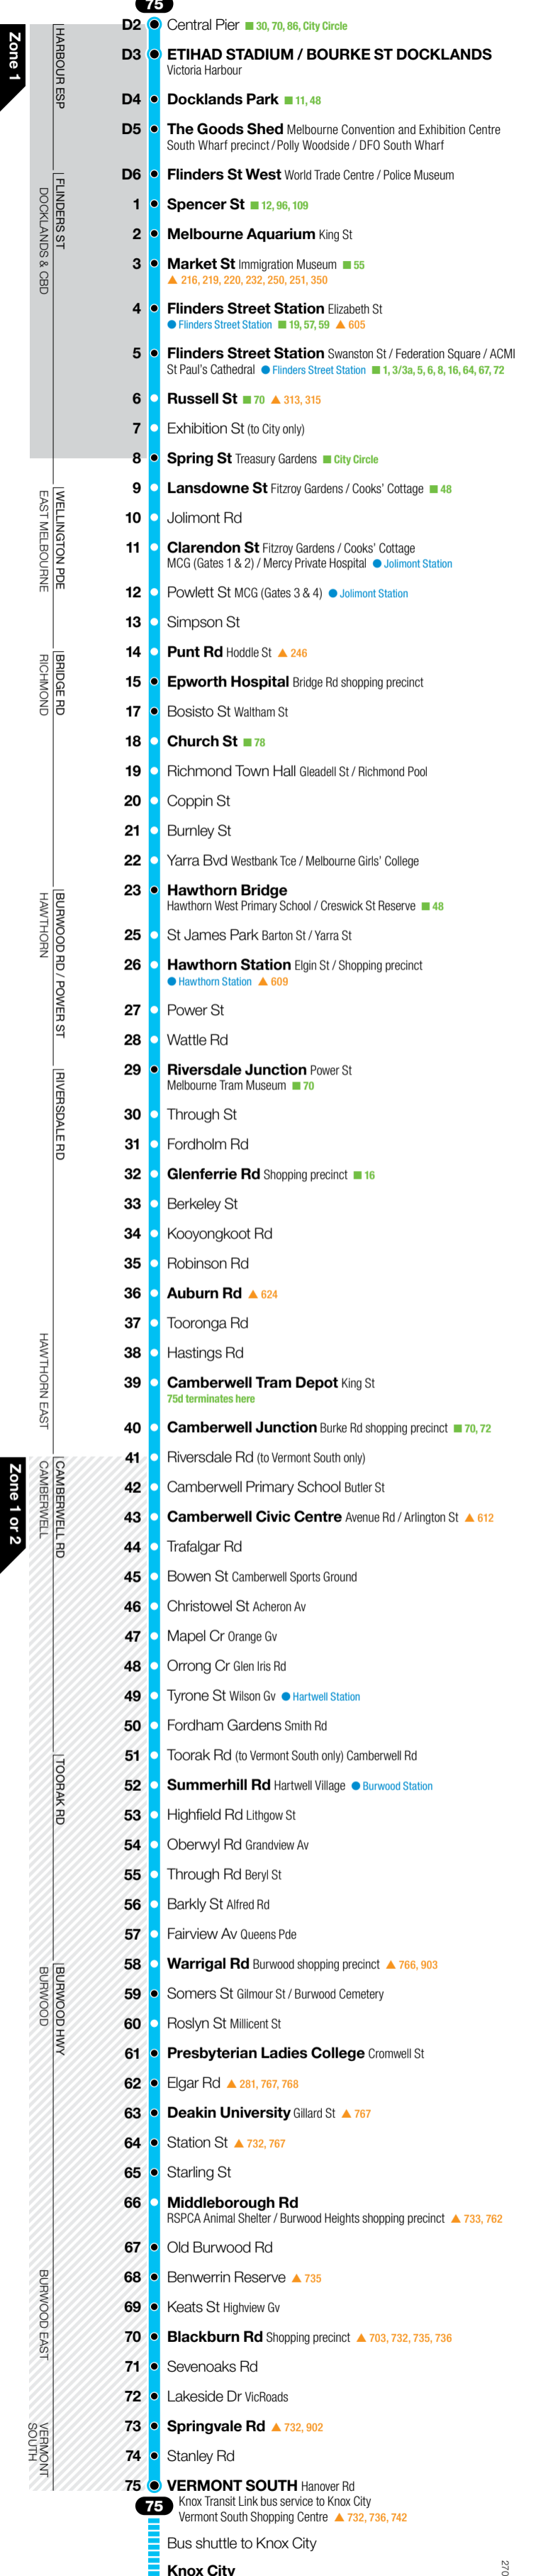 75
D2 Central Pier ■ 30, 70, 86, City Circle
D3 ETIHAD STADIUM / BOURKE ST DOCKLANDS
Victoria Harbour
D4 Docklands Park ■ 11, 48
D5 The Goods Shed Melbourne Convention and Exhibition Centre
South Wharf precinct / Polly Woodside / DFO South Wharf
D6 Flinders St West World Trade Centre / Police Museum
1 Spencer St ■ 12, 96, 109
2 Melbourne Aquarium King St
3 Market St Immigration Museum ■ 55
▲ 216, 219, 220, 232, 250, 251, 350
4 Flinders Street Station Elizabeth St
● Flinders Street Station ■ 19, 57, 59 ▲ 605
5 Flinders Street Station Swanston St / Federation Square / ACMI
St Paul's Cathedral ● Flinders Street Station ■ 1, 3/3a, 5, 6, 8, 16, 64, 67, 72
6 Russell St ■ 70 ▲ 313, 315
7 Exhibition St (to City only)
8 Spring St Treasury Gardens ■ City Circle
9 Lansdowne St Fitzroy Gardens / Cooks' Cottage ■ 48
10 Jolimont Rd
11 Clarendon St Fitzroy Gardens / Cooks' Cottage
MCG (Gates 1 & 2) / Mercy Private Hospital ● Jolimont Station
12 Powlett St MCG (Gates 3 & 4) ● Jolimont Station
13 Simpson St
14 Punt Rd Hoddle St ▲ 246
15 Epworth Hospital Bridge Rd shopping precinct
17 Bosisto St Waltham St
18 Church St ■ 78
19 Richmond Town Hall Gleadell St / Richmond Pool
20 Coppin St
21 Burnley St
22 Yarra Bvd Westbank Tce / Melbourne Girls' College
23 Hawthorn Bridge
Hawthorn West Primary School / Creswick St Reserve ■ 48
25 St James Park Barton St / Yarra St
26 Hawthorn Station Elgin St / Shopping precinct
● Hawthorn Station ▲ 609
27 Power St
28 Wattle Rd
29 Riversdale Junction Power St
Melbourne Tram Museum ■ 70
30 Through St
31 Fordholm Rd
32 Glenferrie Rd Shopping precinct ■ 16
33 Berkeley St
34 Kooyongkoot Rd
35 Robinson Rd
36 Auburn Rd ▲ 624
37 Tooronga Rd
38 Hastings Rd
39 Camberwell Tram Depot King St
75d terminates here
40 Camberwell Junction Burke Rd shopping precinct ■ 70, 72
41 Riversdale Rd (to Vermont South only)
42 Camberwell Primary School Butler St
43 Camberwell Civic Centre Avenue Rd / Arlington St ▲ 612
44 Trafalgar Rd
45 Bowen St Camberwell Sports Ground
46 Christowel St Acheron Av
47 Mapel Cr Orange Gv
48 Orrong Cr Glen Iris Rd
49 Tyrone St Wilson Gv ● Hartwell Station
50 Fordham Gardens Smith Rd
51 Toorak Rd (to Vermont South only) Camberwell Rd
52 Summerhill Rd Hartwell Village ● Burwood Station
53 Highfield Rd Lithgow St
54 Oberwyl Rd Grandview Av
55 Through Rd Beryl St
56 Barkly St Alfred Rd
57 Fairview Av Queens Pde
58 Warrigal Rd Burwood shopping precinct ▲ 766, 903
59 Somers St Gilmour St / Burwood Cemetery
60 Roslyn St Millicent St
61 Presbyterian Ladies College Cromwell St
62 Elgar Rd ▲ 281, 767, 768
63 Deakin University Gillard St ▲ 767
64 Station St ▲ 732, 767
65 Starling St
66 Middleborough Rd
RSPCA Animal Shelter / Burwood Heights shopping precinct ▲ 733, 762
67 Old Burwood Rd
68 Benwerrin Reserve ▲ 735
69 Keats St Highview Gv
70 Blackburn Rd Shopping precinct ▲ 703, 732, 735, 736
71 Sevenoaks Rd
72 Lakeside Dr VicRoads
73 Springvale Rd ▲ 732, 902
74 Stanley Rd
75 VERMONT SOUTH Hanover Rd
75 Knox Transit Link bus service to Knox City
Vermont South Shopping Centre ▲ 732, 736, 742
Bus shuttle to Knox City
Knox City
Zone 1
HARBOUR ESP
FLINDERS ST
DOCKLANDS & CBD
WELLINGTON PDE
EAST MELBOURNE
BRIDGE RD
RICHMOND
BURWOOD RD / POWER ST
HAWTHORN
RIVERSDALE RD
HAWTHORN EAST
Zone 1 or 2
CAMBERWELL RD
CAMBERWELL
TOORAK RD
BURWOOD HWY
BURWOOD
BURWOOD EAST
VERMONT
SOUTH
270